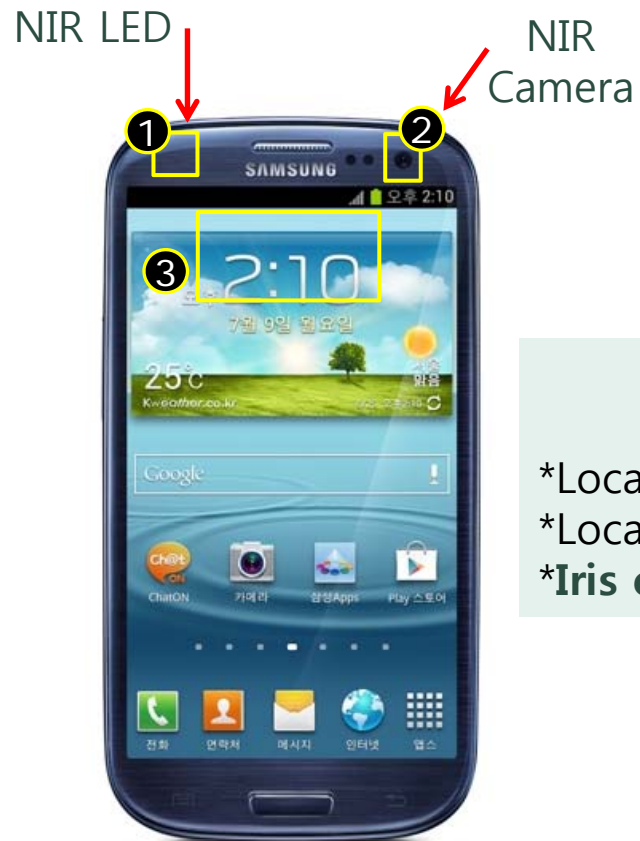 NIR LED
NIR
Camera
1
2
SAMSUNG
오후 2:10
3
2:10
7월 9일 월요일
25°C
맑음
Kweather.co.kr
Google
Ch@t
ON
ChatON
카메라
삼성Apps
Play 스토어
전화
연락처
메시지
인터넷
앱스
*Loca
*Loca
*Iris